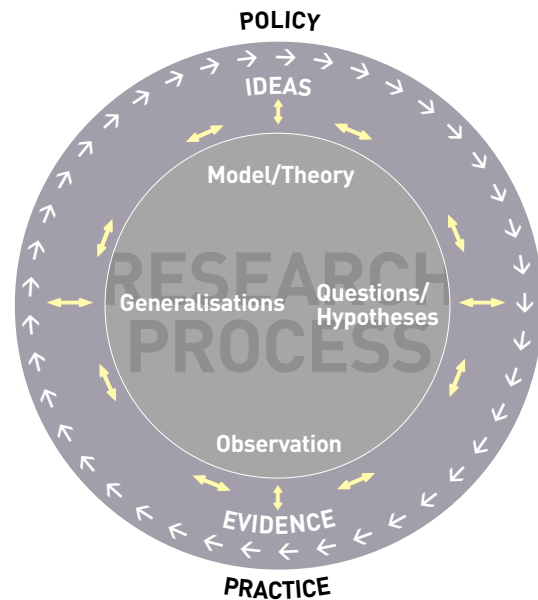 POLICY
IDEAS
Model/Theory
RESEARCH
PROCESS
Generalisations
Questions/
Hypotheses
Observation
EVIDENCE
PRACTICE